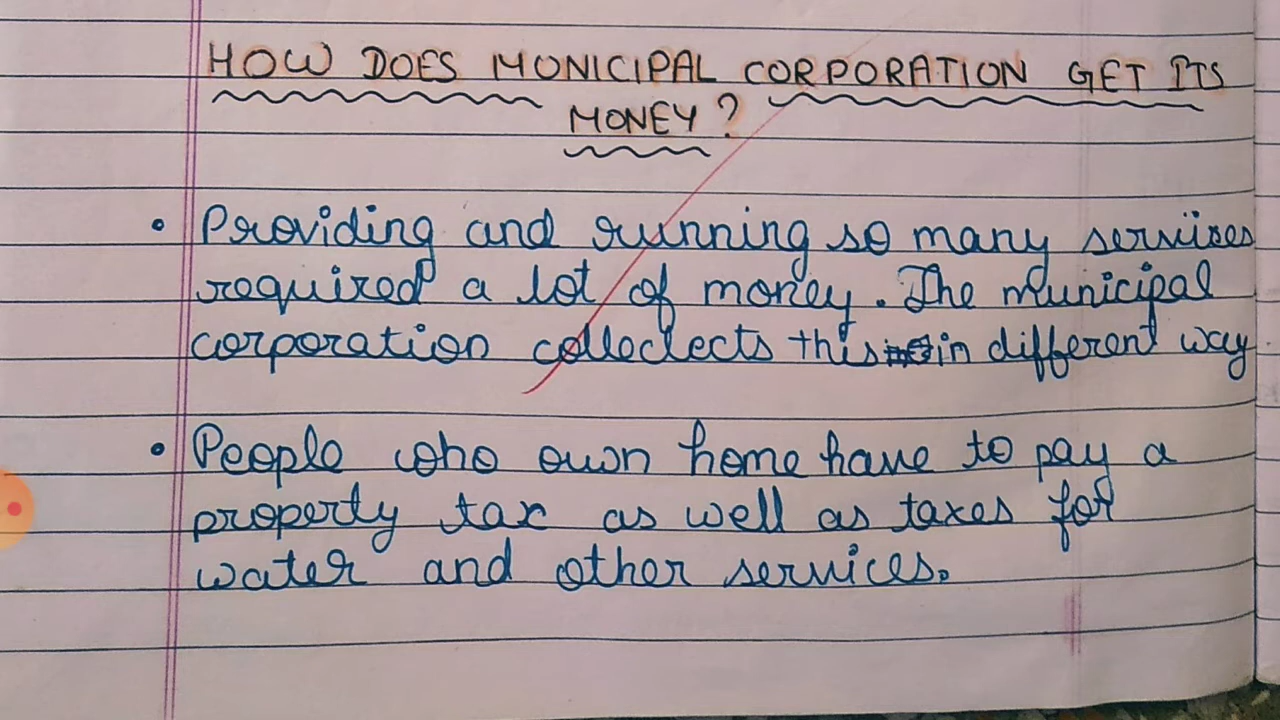 HOW DOES MUNICIPAL CORPORATION GET ITS
MONEY?
• Providing and running so many serviices
required a lot of money. The municipal
corporation colleclects this in different way
• People who own home have to pay a
property tax as well as taxes for
water and other services.